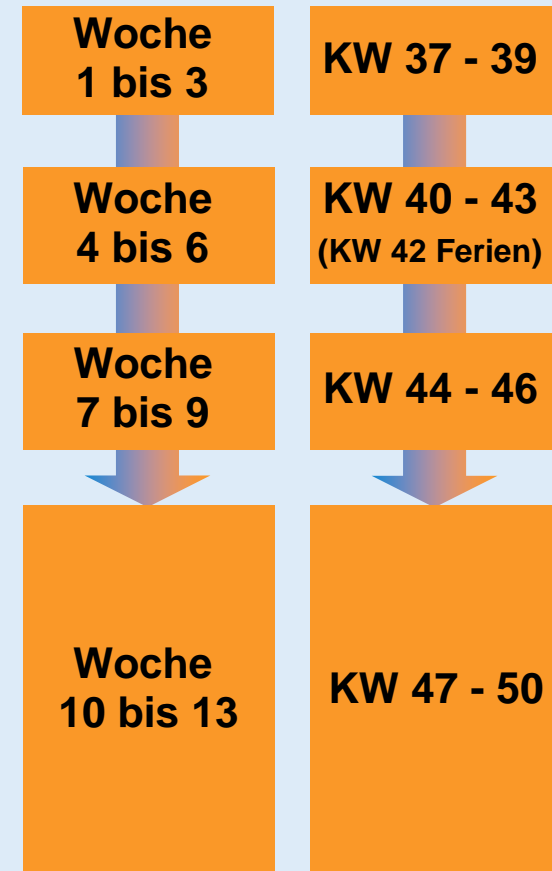 Woche
1 bis 3
KW 37 - 39
Woche
4 bis 6
KW 40 - 43
(KW 42 Ferien)
Woche
7 bis 9
KW 44 - 46
Woche
10 bis 13
KW 47 - 50